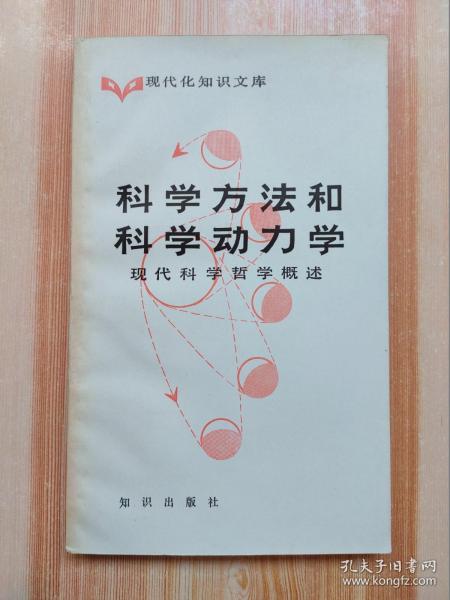 现代化知识文库
科学方法和
科学动力学
现代科学哲学概述
知识出版社
孔夫子旧书网
www.kongfz.com